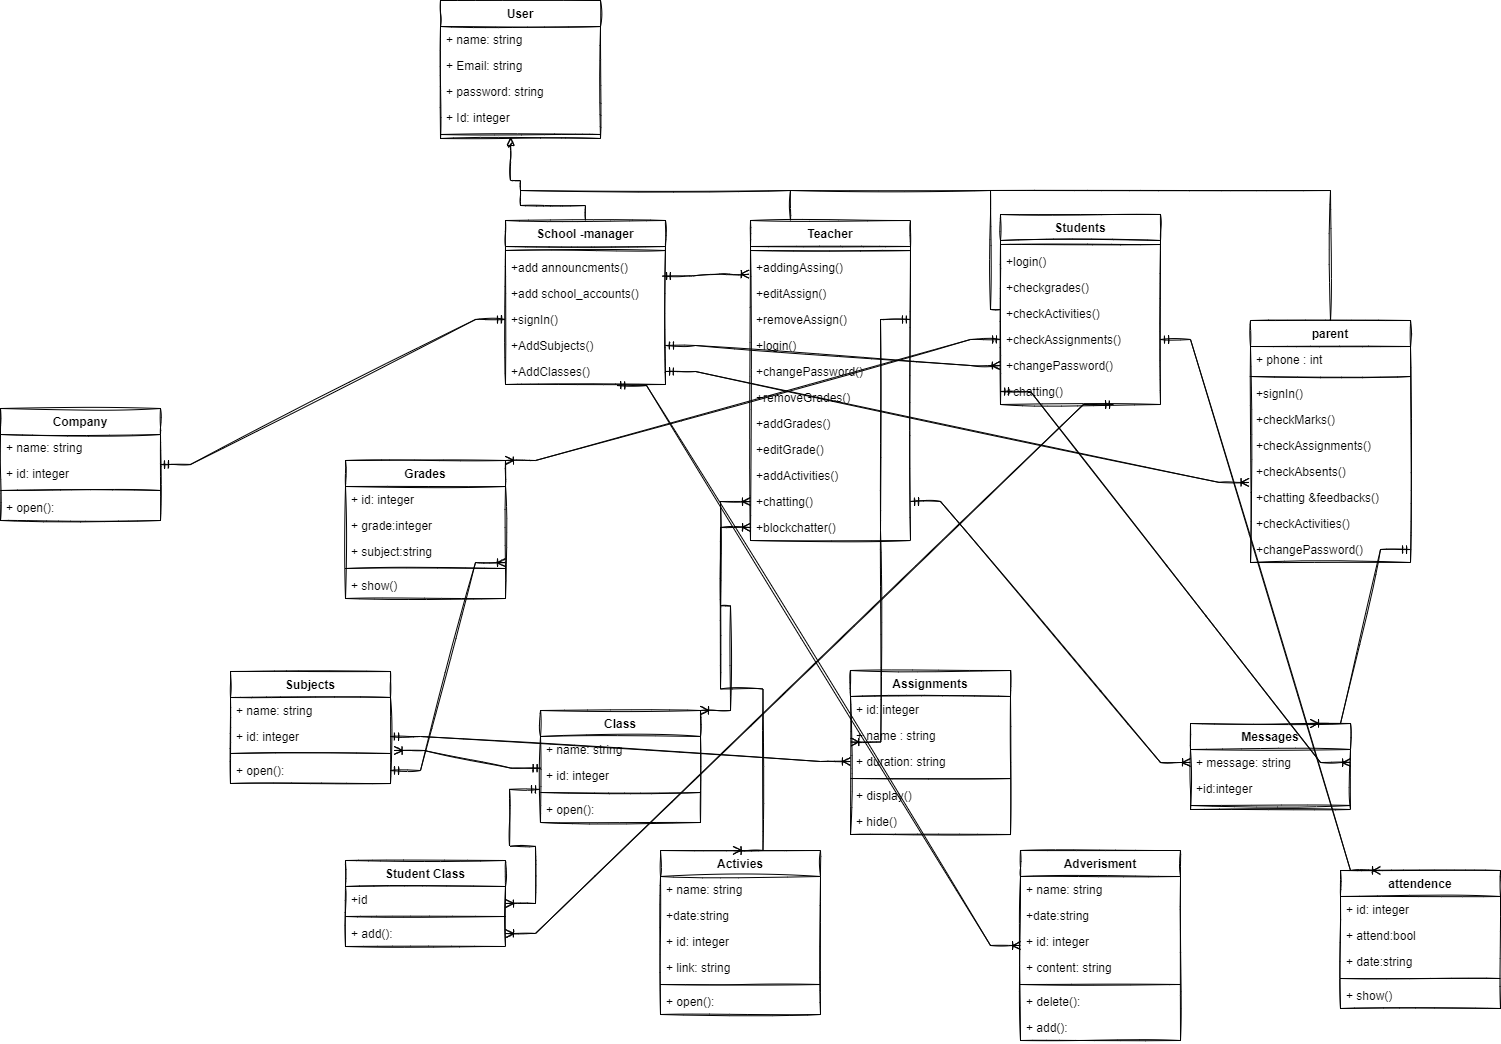 User
+ name: string
+ Email: string
+ password: string
+ Id: integer
School -manager
+add announcments()
+add school_accounts()
+signIn()
+AddSubjects()
+AddClasses()
Teacher
+addingAssing()
+editAssign()
+removeAssign()
+login()
+changePassword()
+removeGrades()
+addGrades()
+editGrade()
+addActivities()
+chatting()
+blockchatter()
Students
+login()
+checkgrades()
+checkActivities()
+checkAssignments()
+changePassword()
+chatting()
parent
+ phone : int
+signIn()
+checkMarks()
+checkAssignments()
+checkAbsents()
+chatting &feedbacks()
+checkActivities()
+changePassword()
Company
+ name: string
+ id: integer
+ open():
Grades
+ id: integer
+ grade:integer
+ subject:string
+ show()
Subjects
+ name: string
+ id: integer
+ open():
Class
+ name: string
+ id: integer
+ open():
Assignments
+ id: integer
+ name : string
+ duration: string
+ display()
+ hide()
Messages
+ message: string
+id:integer
Student Class
+id
+ add():
Activies
+ name: string
+date:string
+ id: integer
+ link: string
+ open():
Adverisment
+ name: string
+date:string
+ id: integer
+ content: string
+ delete():
+ add():
attendence
+ id: integer
+ attend:bool
+ date:string
+ show()